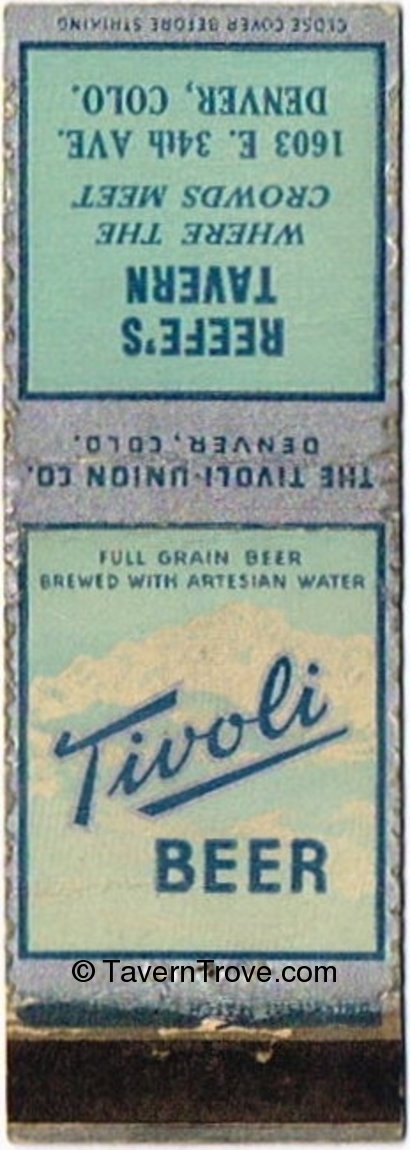 CLOSE COVER BEFORE STRIKING
REEFE'S
TAVERN
WHERE THE
CROWDS MEET
1603 E. 34th AVE.
DENVER, COLO.
THE TIVOLI-UNION CO.
DENVER, COLO.
FULL GRAIN BEER
BREWED WITH ARTESIAN WATER
Tivoli
BEER
© TavernTrove.com